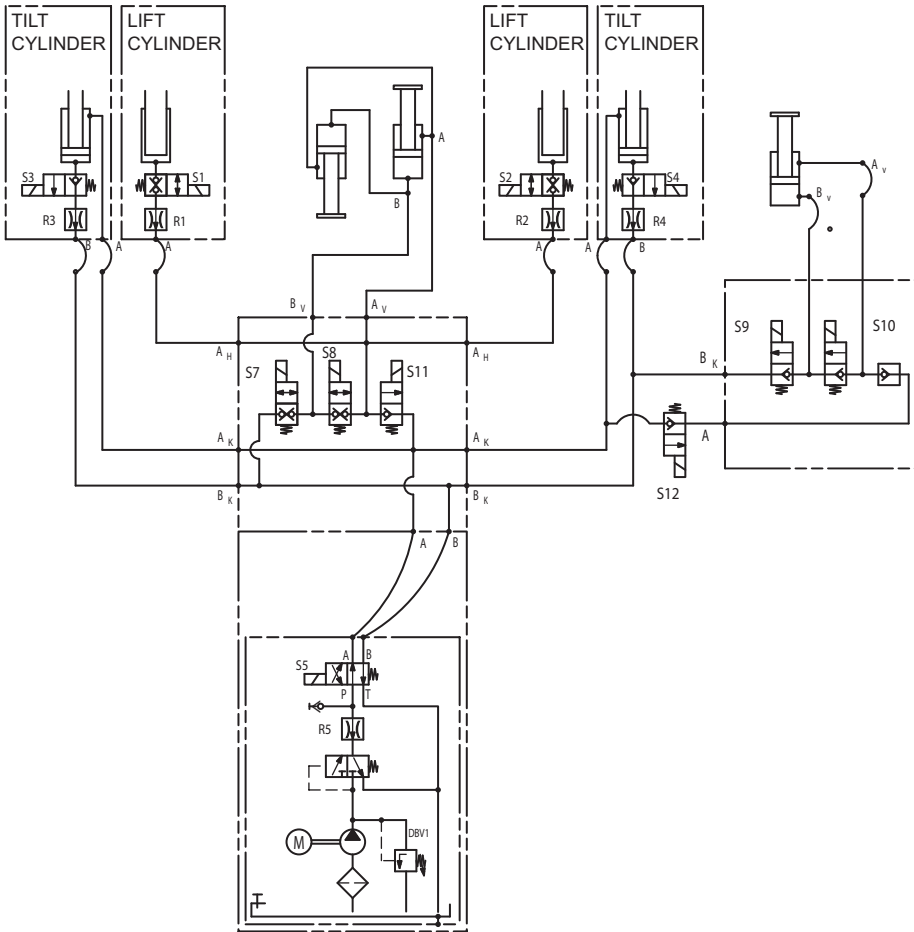 TILT
CYLINDER
LIFT
CYLINDER
LIFT
CYLINDER
TILT
CYLINDER
S3
S1
S2
S4
R3
R1
R2
R4
A
B
B A
A
A
A
B
A V
B V
B V
A V
A H
A H
S7
S8
S11
S9
S10
B K
A
S12
A K
A K
B K
B K
A
B
S5
A B
P T
R5
M
DBV1